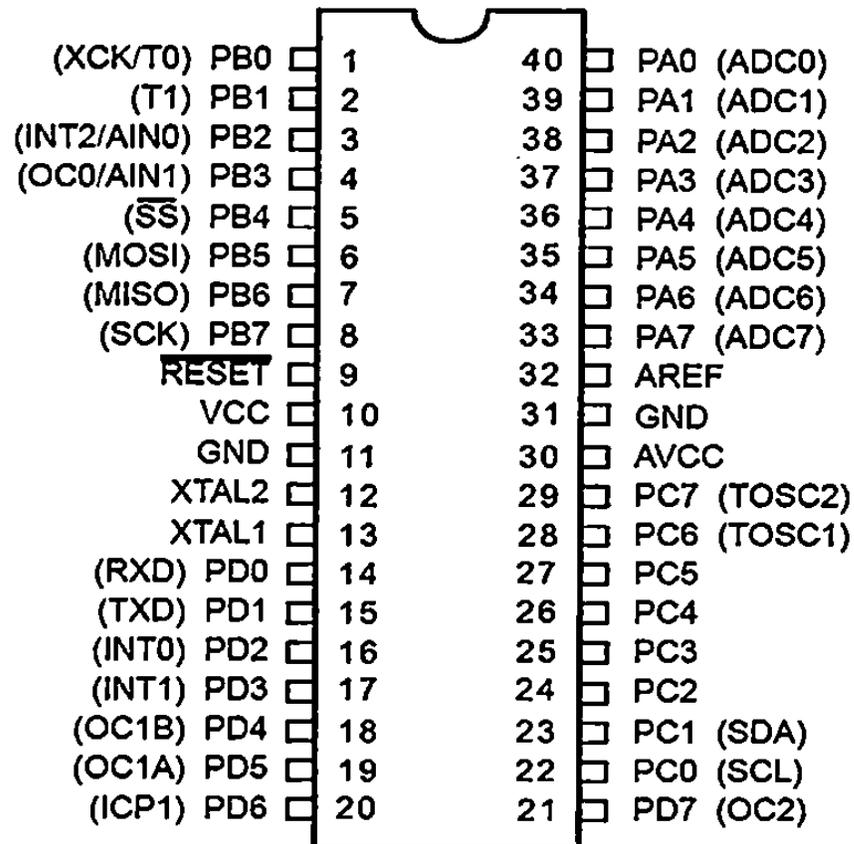 (XCK/T0) PB0 1 40 PA0 (ADC0)
(T1) PB1 2 39 PA1 (ADC1)
(INT2/AIN0) PB2 3 38 PA2 (ADC2)
(OC0/AIN1) PB3 4 37 PA3 (ADC3)
(S̅S̅) PB4 5 36 PA4 (ADC4)
(MOSI) PB5 6 35 PA5 (ADC5)
(MISO) PB6 7 34 PA6 (ADC6)
(SCK) PB7 8 33 PA7 (ADC7)
R̅E̅S̅E̅T̅ 9 32 AREF
VCC 10 31 GND
GND 11 30 AVCC
XTAL2 12 29 PC7 (TOSC2)
XTAL1 13 28 PC6 (TOSC1)
(RXD) PD0 14 27 PC5
(TXD) PD1 15 26 PC4
(INT0) PD2 16 25 PC3
(INT1) PD3 17 24 PC2
(OC1B) PD4 18 23 PC1 (SDA)
(OC1A) PD5 19 22 PC0 (SCL)
(ICP1) PD6 20 21 PD7 (OC2)